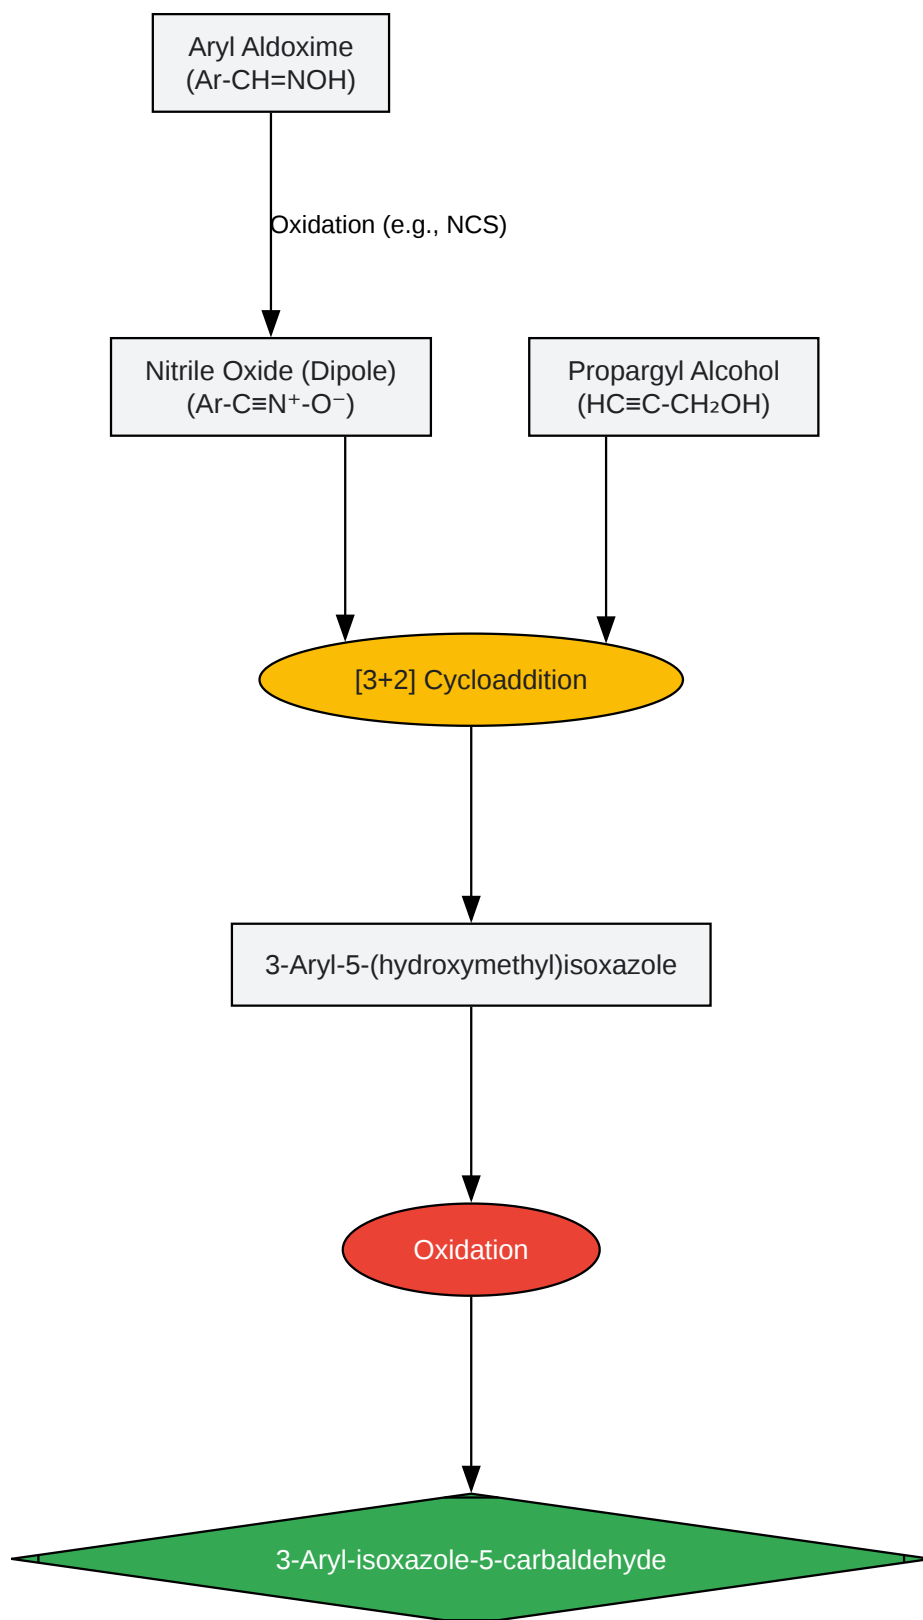 Aryl Aldoxime
(Ar-CH=NOH)
Oxidation (e.g., NCS)
Nitrile Oxide (Dipole)
(Ar-C≡N⁺-O⁻)
Propargyl Alcohol
(HC≡C-CH₂OH)
[3+2] Cycloaddition
3-Aryl-5-(hydroxymethyl)isoxazole
Oxidation
3-Aryl-isoxazole-5-carbaldehyde